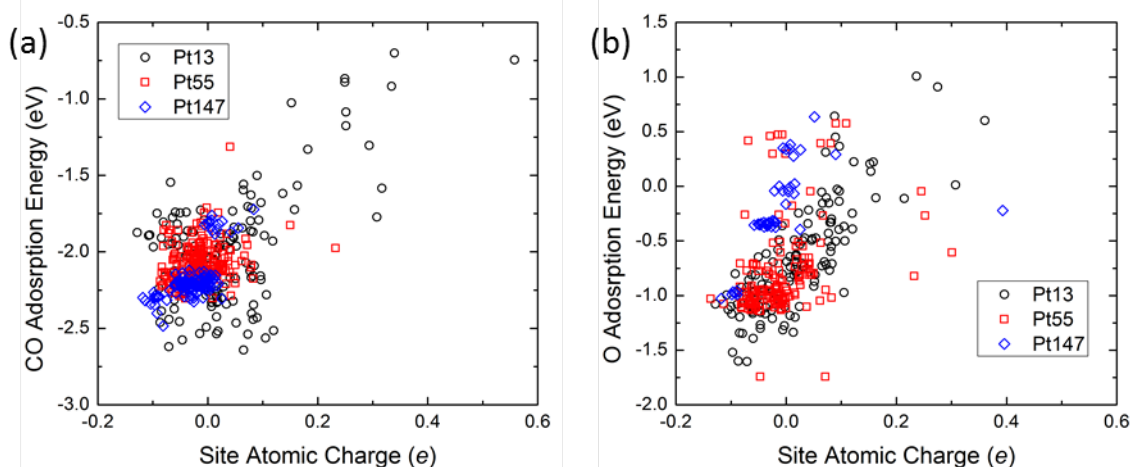 (a)
-0.5
-1.0
-1.5
-2.0
-2.5
-3.0
CO Adosrption Energy (eV)
Pt13
Pt55
Pt147
-0.2 0.0 0.2 0.4 0.6
Site Atomic Charge (e)
(b)
1.5
1.0
0.5
0.0
-0.5
-1.0
-1.5
-2.0
O Adosrption Energy (eV)
Pt13
Pt55
Pt147
-0.2 0.0 0.2 0.4 0.6
Site Atomic Charge (e)